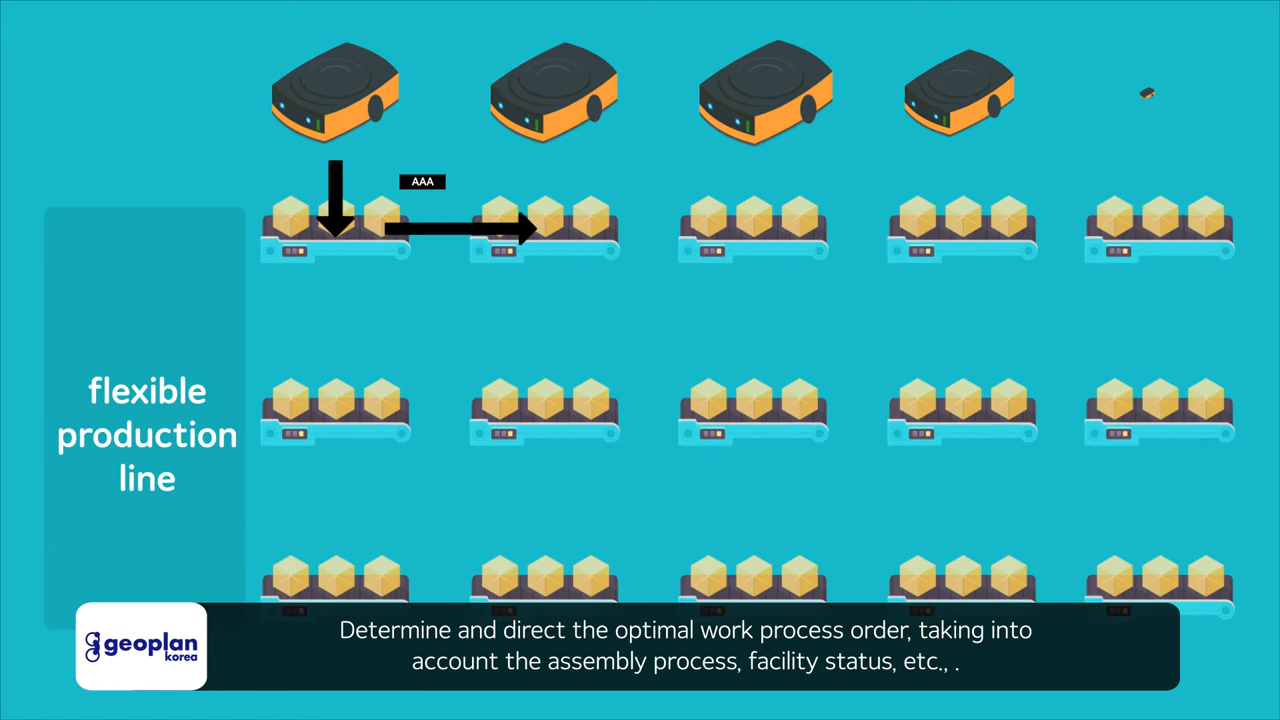 AAA
flexible
production
line
geoplan
korea
Determine and direct the optimal work process order, taking into
account the assembly process, facility status, etc., .